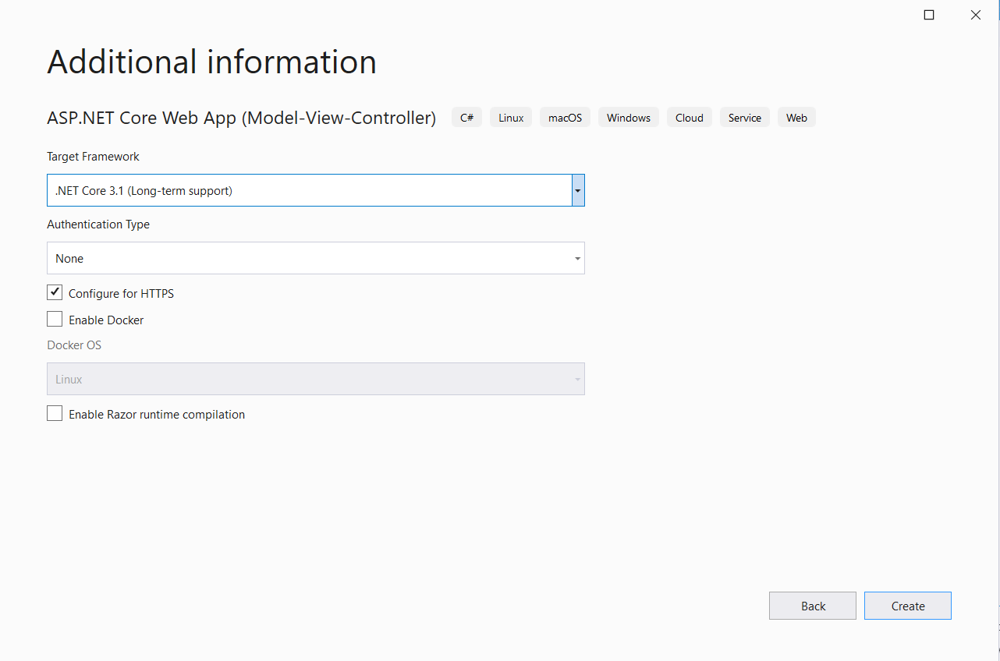 Additional information
ASP.NET Core Web App (Model-View-Controller) C# Linux macOS Windows Cloud Service Web
Target Framework
.NET Core 3.1 (Long-term support)
Authentication Type
None
Configure for HTTPS
Enable Docker
Docker OS
Linux
Enable Razor runtime compilation
Back Create